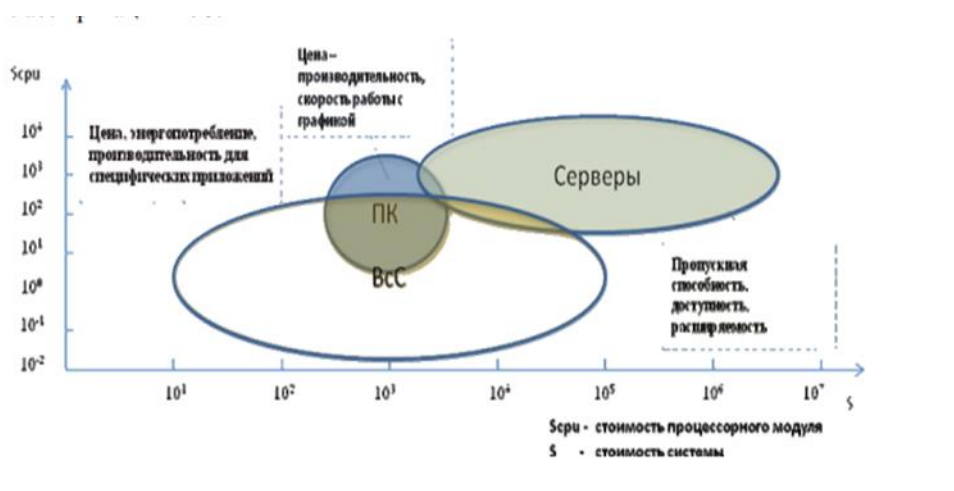 Цена–
производительность,
скорость работы с
графикой
Scpu
Цена, энергопотребление,
производительность для
специфических приложений
10⁴
10³
10²
10¹
10⁰
10⁻¹
10⁻²
Серверы
ПК
ВсС
Пропускная
способность,
доступность,
расширяемость
10¹ 10² 10³ 10⁴ 10⁵ 10⁶ 10⁷
S
Scpu - стоимость процессорного модуля
S - стоимость системы